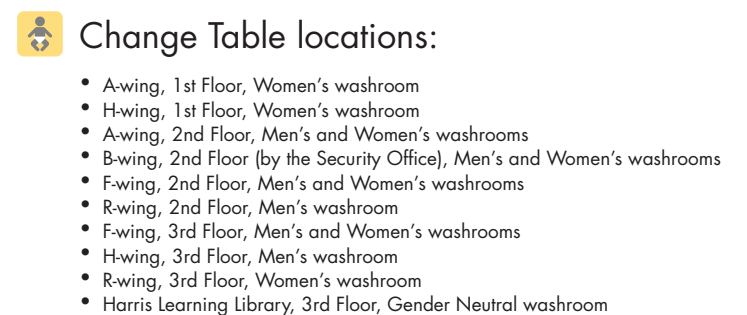 Change Table locations:
• A-wing, 1st Floor, Women's washroom
• H-wing, 1st Floor, Women's washroom
• A-wing, 2nd Floor, Men's and Women's washrooms
• B-wing, 2nd Floor (by the Security Office), Men's and Women's washrooms
• F-wing, 2nd Floor, Men's and Women's washrooms
• R-wing, 2nd Floor, Men's washroom
• F-wing, 3rd Floor, Men's and Women's washrooms
• H-wing, 3rd Floor, Men's washroom
• R-wing, 3rd Floor, Women's washroom
• Harris Learning Library, 3rd Floor, Gender Neutral washroom